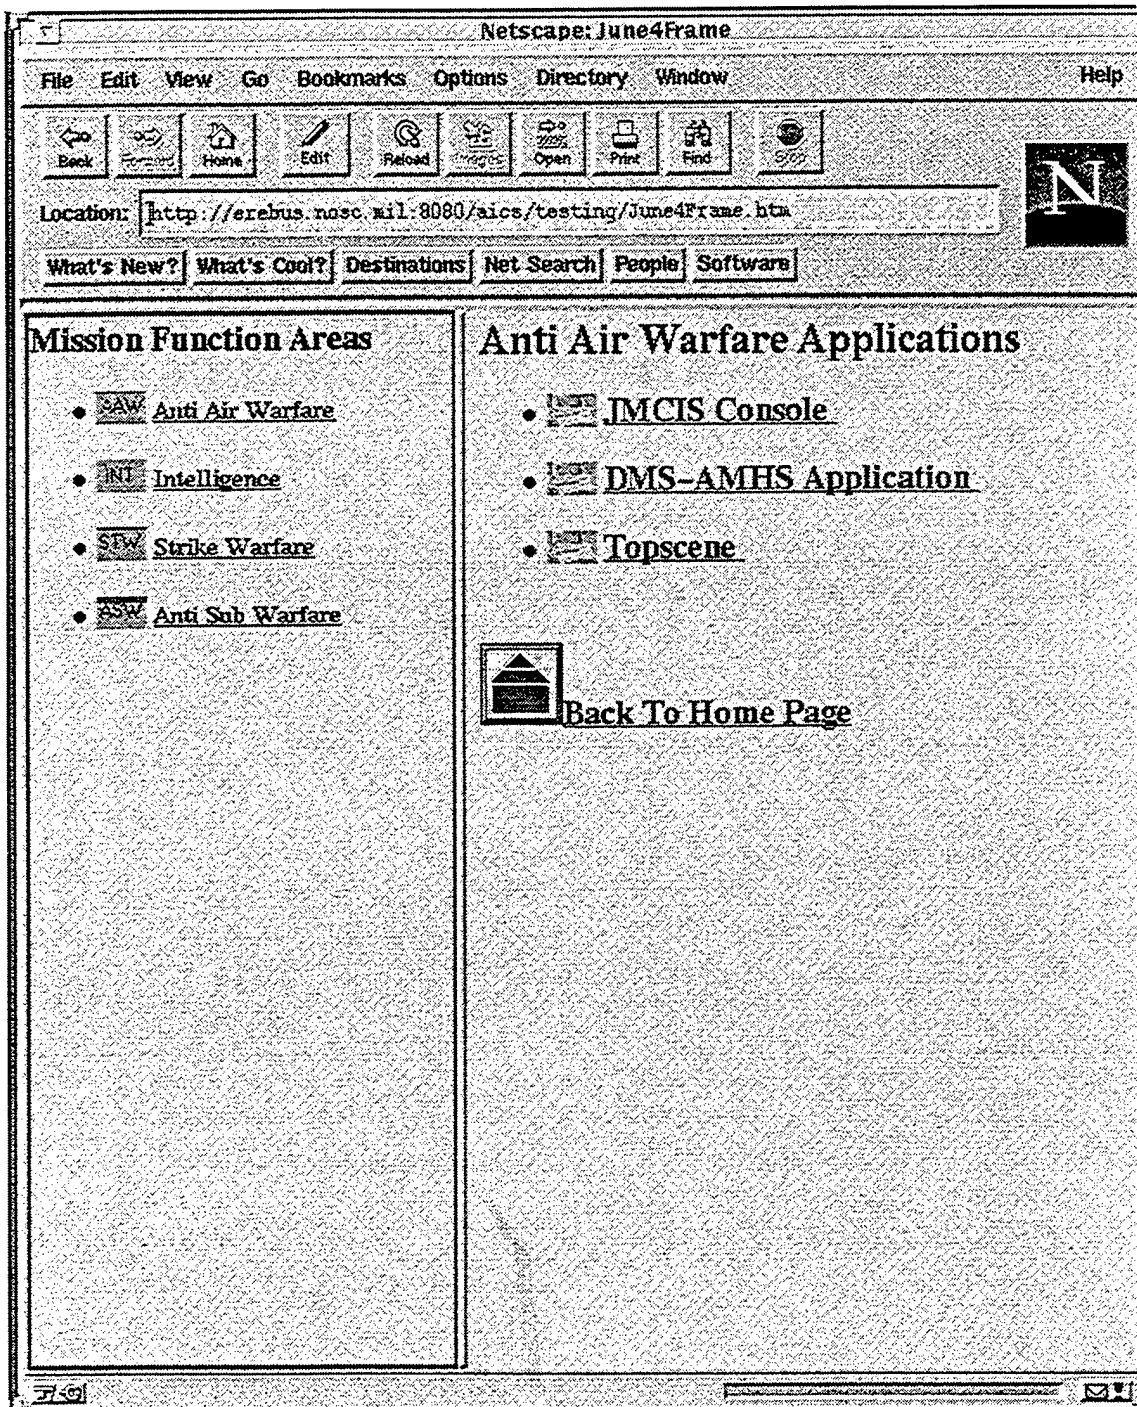 Netscape: June4Frame
File Edit View Go Bookmarks Options Directory Window Help
Back Forward Home Edit Reload Images Open Print Find Stop
N
Location: http://erebus.nosc.mil:8080/aics/testing/June4Frame.htm
What's New? What's Cool? Destinations Net Search People Software
Mission Function Areas
AAW Anti Air Warfare
INT Intelligence
STW Strike Warfare
ASW Anti Sub Warfare
Anti Air Warfare Applications
JMCIS Console
DMS-AMHS Application
Topscene
Back To Home Page